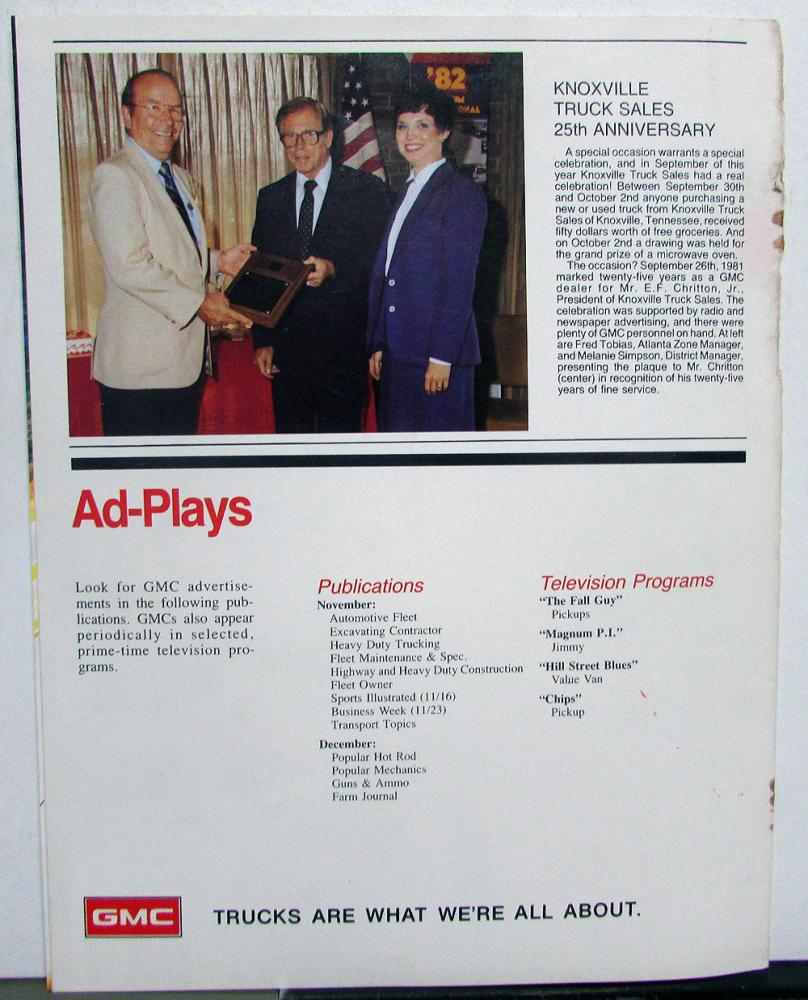 '82
KNOXVILLE
TRUCK SALES
25th ANNIVERSARY
A special occasion warrants a special
celebration, and in September of this
year Knoxville Truck Sales had a real
celebration! Between September 30th
and October 2nd anyone purchasing a
new or used truck from Knoxville Truck
Sales of Knoxville, Tennessee, received
fifty dollars worth of free groceries. And
on October 2nd a drawing was held for
the grand prize of a microwave oven.
The occasion? September 26th, 1981
marked twenty-five years as a GMC
dealer for Mr. E.F. Chritton, Jr.,
President of Knoxville Truck Sales. The
celebration was supported by radio and
newspaper advertising, and there were
plenty of GMC personnel on hand. At left
are Fred Tobias, Atlanta Zone Manager,
and Melanie Simpson, District Manager,
presenting the plaque to Mr. Chritton
(center) in recognition of his twenty-five
years of fine service.
Ad-Plays
Look for GMC advertise-
ments in the following pub-
lications. GMCs also appear
periodically in selected,
prime-time television pro-
grams.
Publications
November:
Automotive Fleet
Excavating Contractor
Heavy Duty Trucking
Fleet Maintenance & Spec.
Highway and Heavy Duty Construction
Fleet Owner
Sports Illustrated (11/16)
Business Week (11/23)
Transport Topics
December:
Popular Hot Rod
Popular Mechanics
Guns & Ammo
Farm Journal
Television Programs
“The Fall Guy”
Pickups
“Magnum P.I.”
Jimmy
“Hill Street Blues”
Value Van
“Chips”
Pickup
GMC
TRUCKS ARE WHAT WE'RE ALL ABOUT.